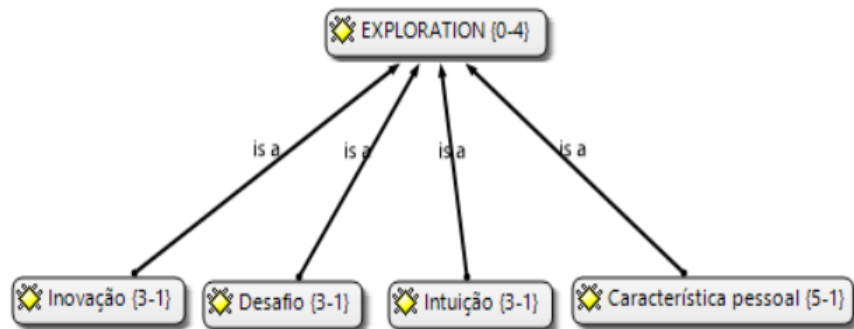 EXPLORATION {0-4}
is a
is a
is a
is a
Inovação {3-1}
Desafio {3-1}
Intuição {3-1}
Característica pessoal {5-1}